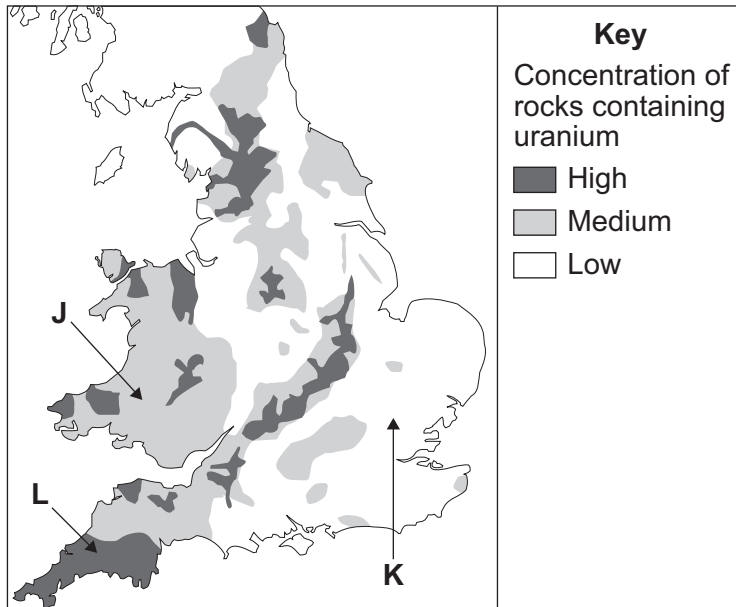 Key
Concentration of
rocks containing
uranium
High
Medium
Low
J
L
K